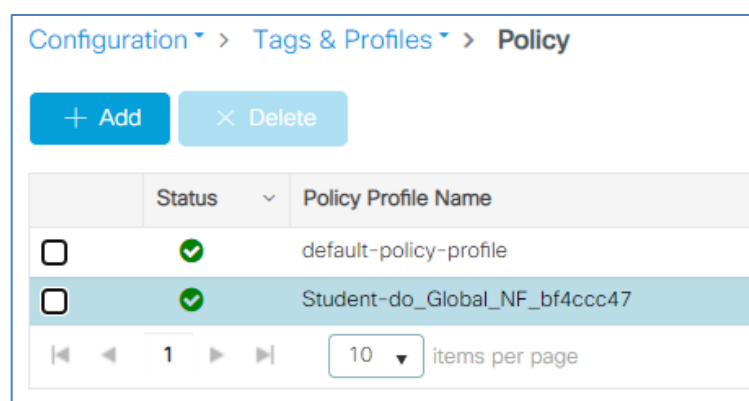 Configuration > Tags & Profiles > Policy
+ Add × Delete
Status Policy Profile Name
default-policy-profile
Student-do_Global_NF_bf4ccc47
1 10 items per page